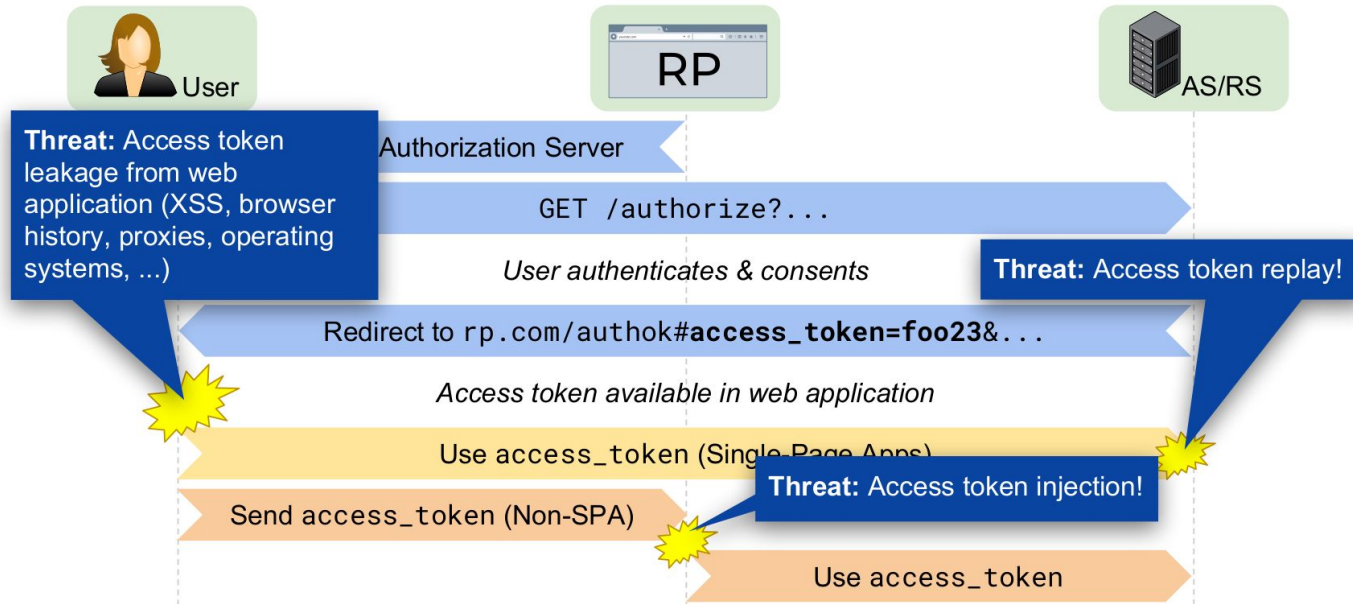 User
RP
AS/RS
Threat: Access token
leakage from web
application (XSS, browser
history, proxies, operating
systems, ...)
Authorization Server
GET /authorize?...
User authenticates & consents
Threat: Access token replay!
Redirect to rp.com/authok#access_token=foo23&...
Access token available in web application
Use access_token (Single-Page Apps)
Threat: Access token injection!
Send access_token (Non-SPA)
Use access_token